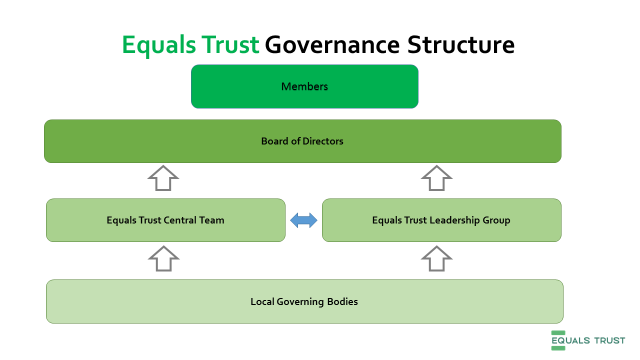 Equals Trust Governance Structure
Members
Board of Directors
Equals Trust Central Team
Equals Trust Leadership Group
Local Governing Bodies
EQUALS TRUST